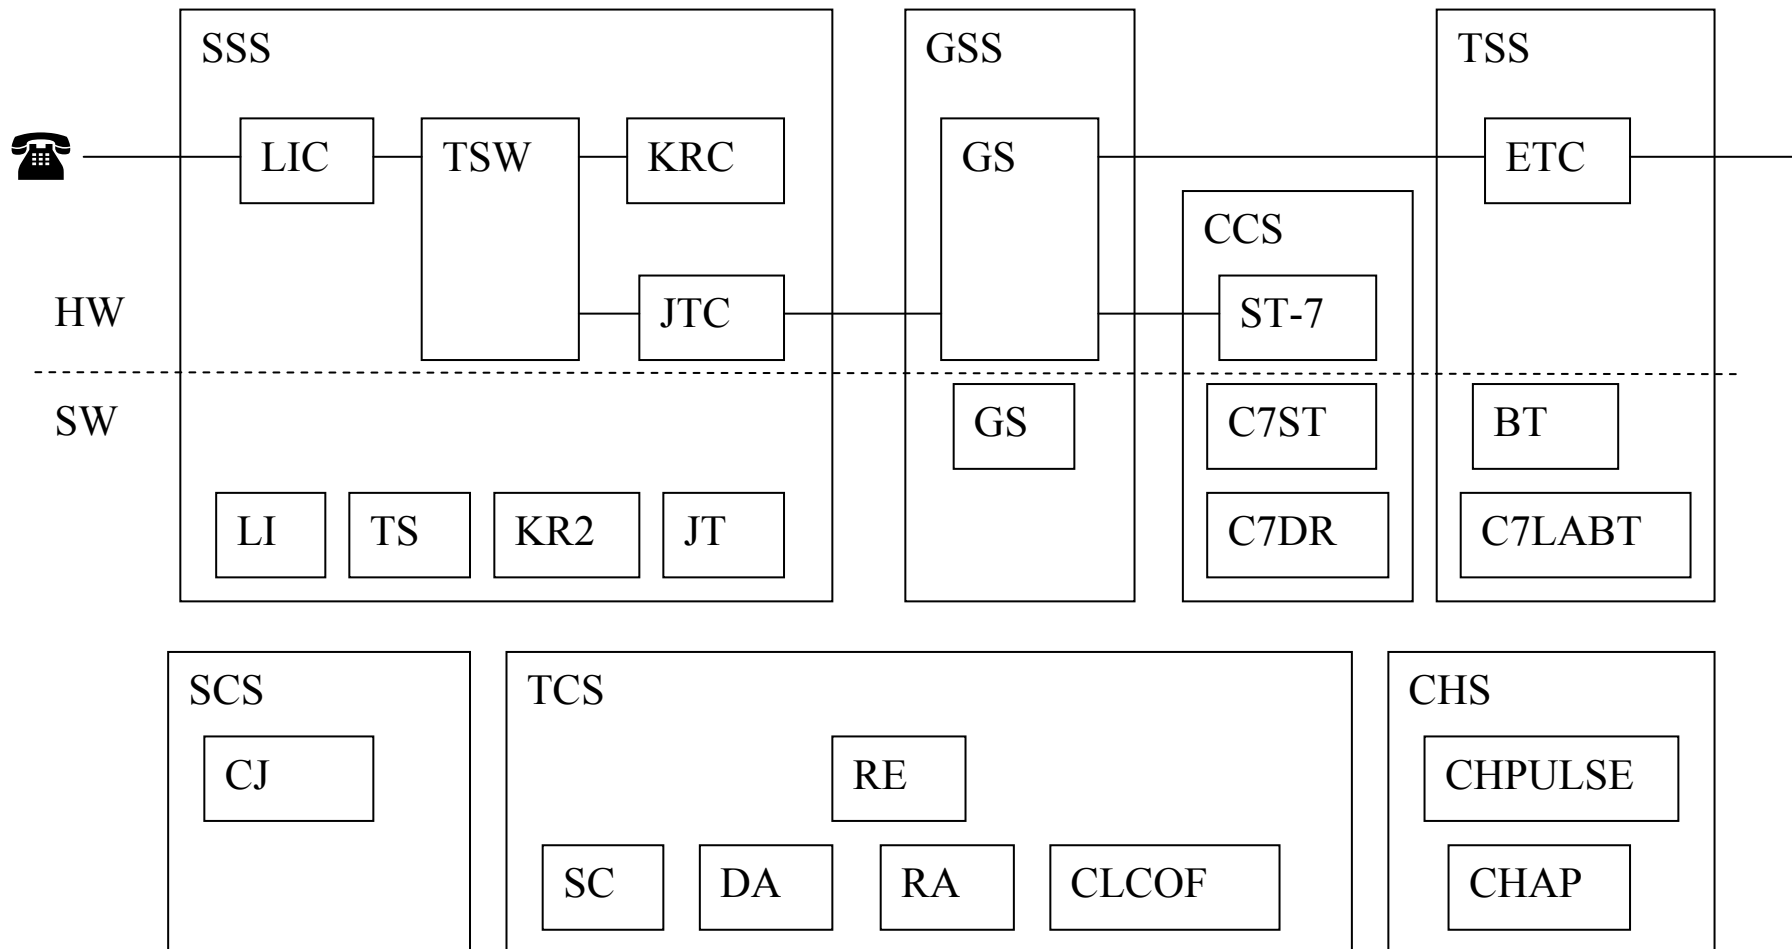 SSS
GSS
TSS
LIC
TSW
KRC
GS
ETC
CCS
HW
JTC
ST-7
SW
GS
C7ST
BT
LI
TS
KR2
JT
C7DR
C7LABT
SCS
TCS
CHS
CJ
RE
CHPULSE
SC
DA
RA
CLCOF
CHAP